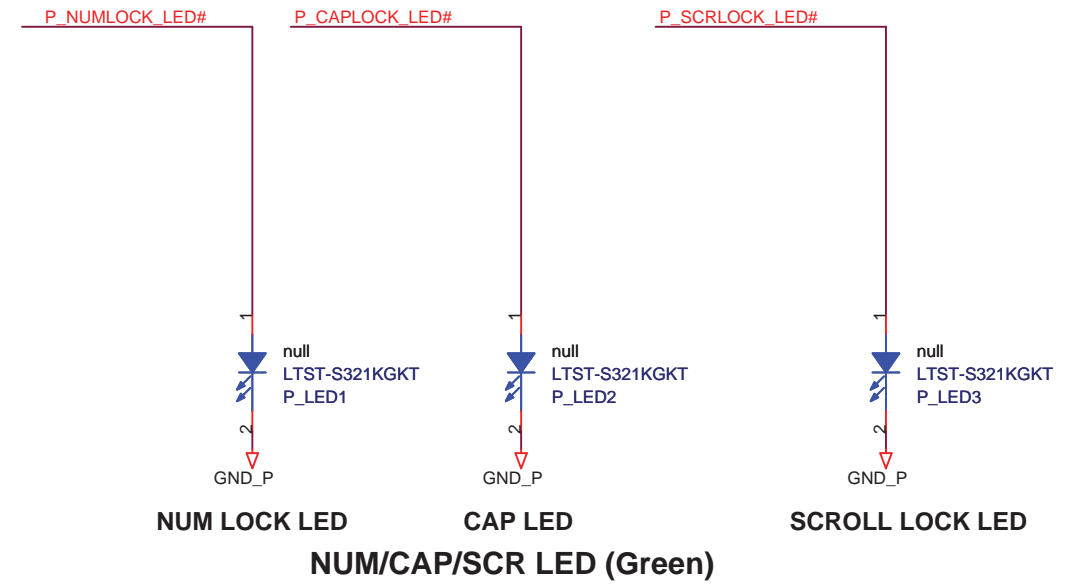 P_NUMLOCK_LED# P_CAPLOCK_LED# P_SCRLOCK_LED#
1 1 1
null null null
LTST-S321KGKT LTST-S321KGKT LTST-S321KGKT
P_LED1 P_LED2 P_LED3
2 2 2
GND_P GND_P GND_P
NUM LOCK LED CAP LED SCROLL LOCK LED
NUM/CAP/SCR LED (Green)